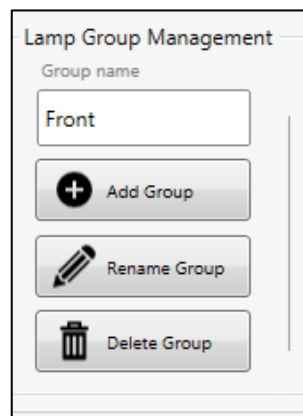 Lamp Group Management
Group name
Front
Add Group
Rename Group
Delete Group